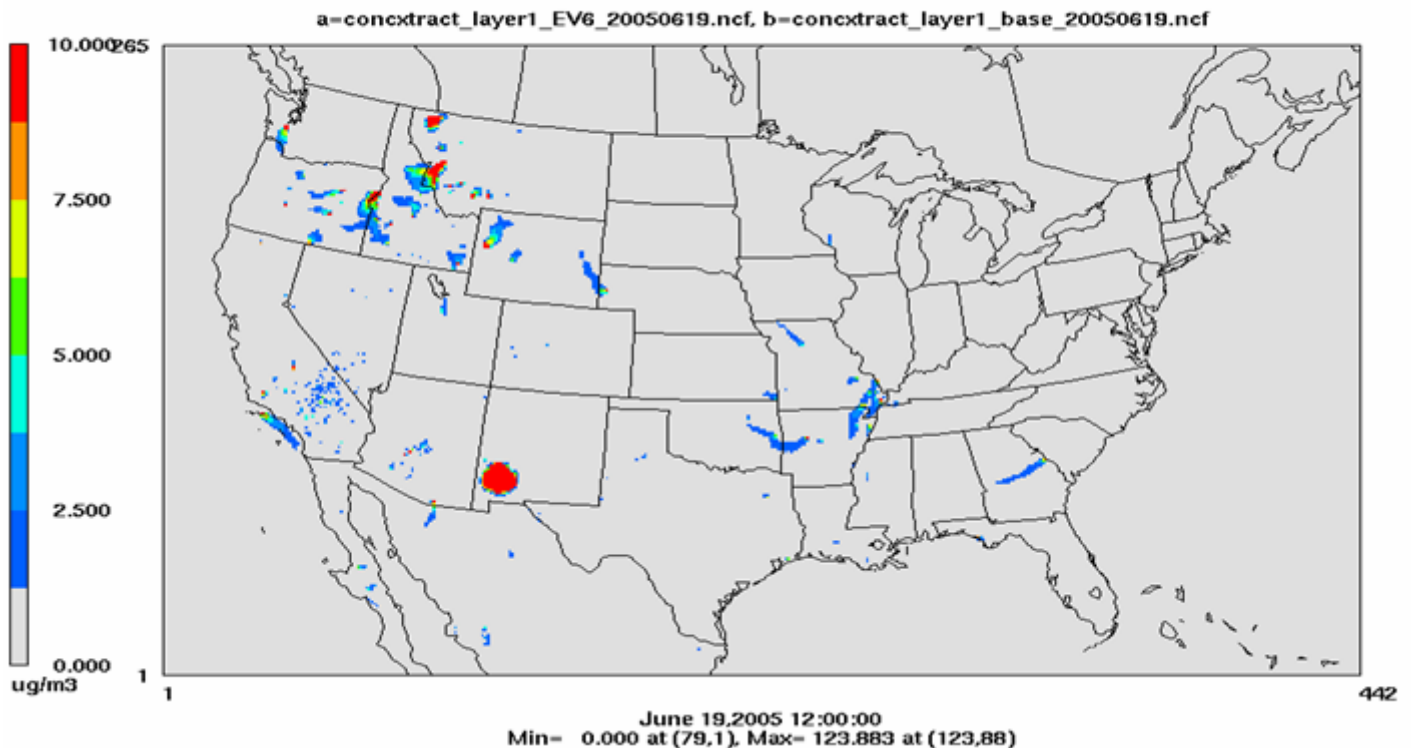 a=concxtract_layer1_EV6_20050619.ncf, b=concxtract_layer1_base_20050619.ncf
10.000
265
7.500
5.000
2.500
0.000
ug/m3
1
1
442
June 19,2005 12:00:00
Min= 0.000 at (79,1), Max= 123.883 at (123,88)